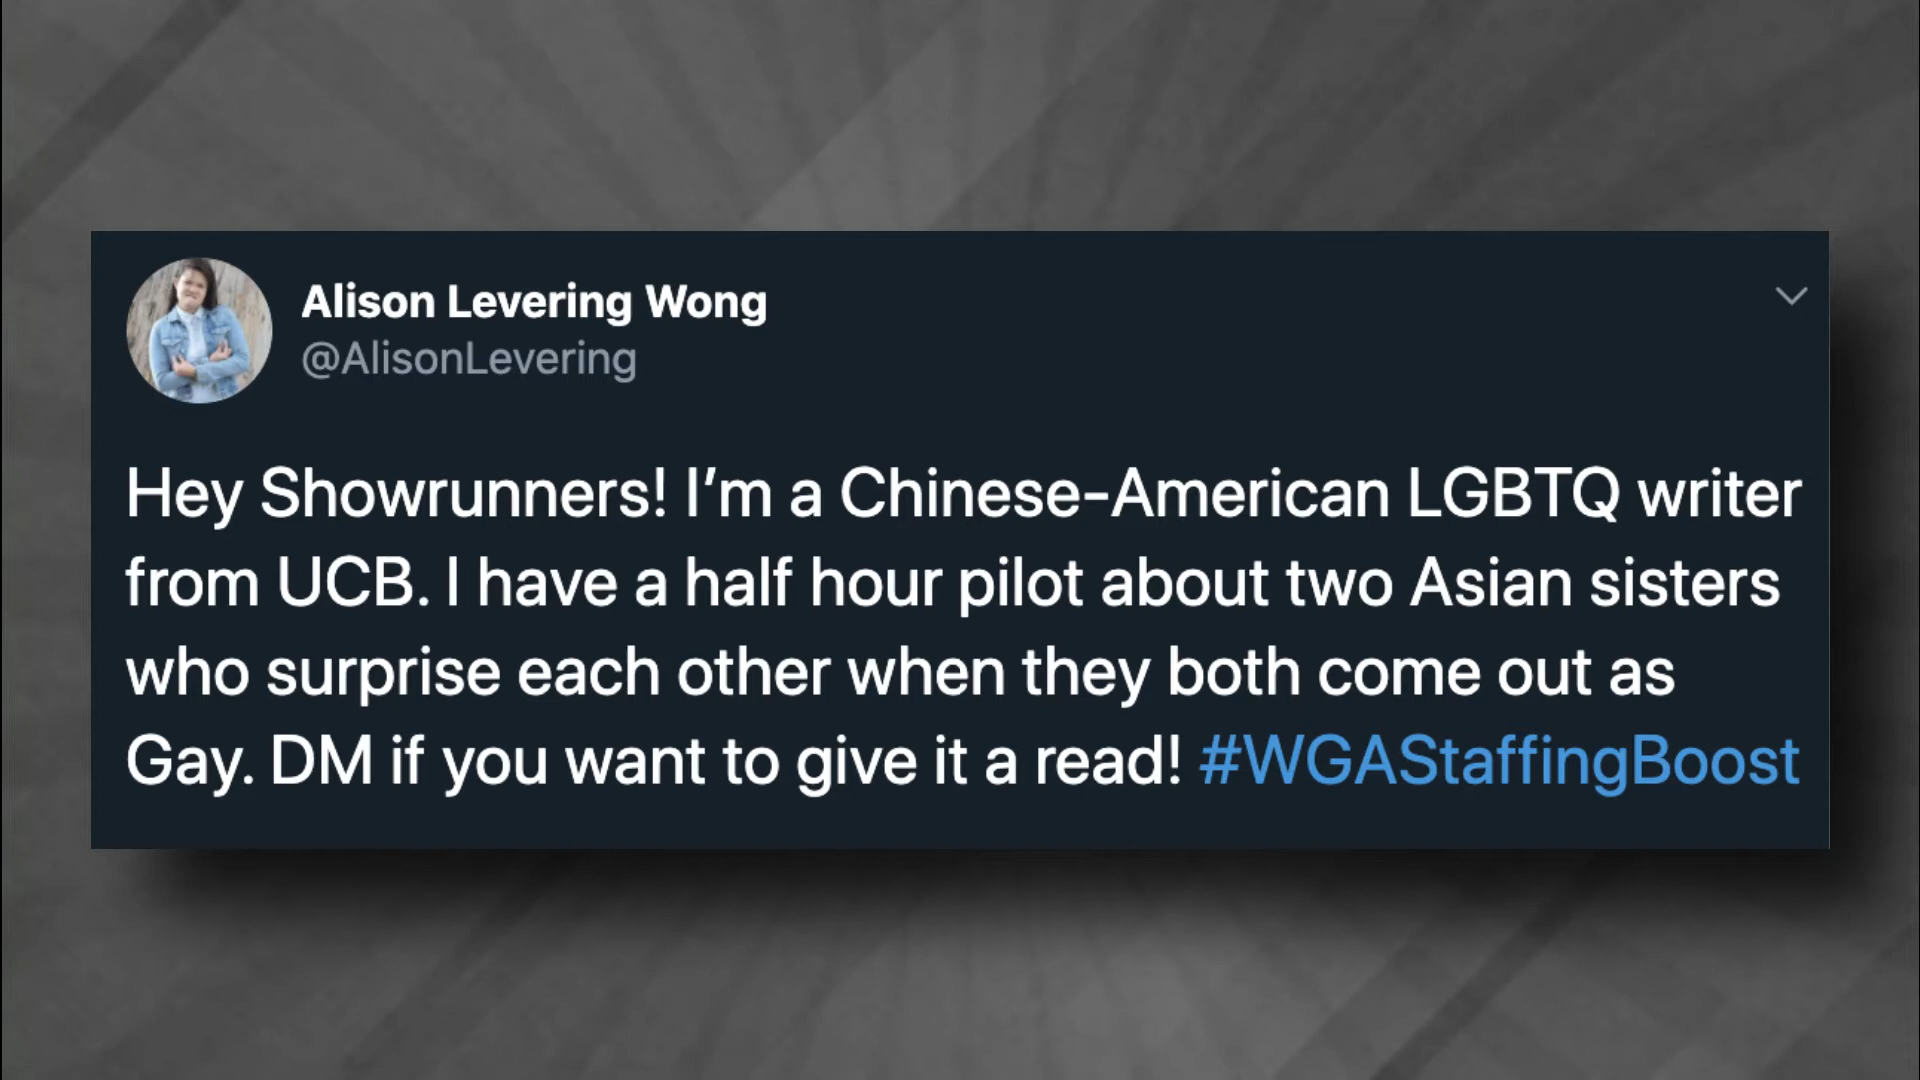 Alison Levering Wong
@AlisonLevering
Hey Showrunners! I’m a Chinese-American LGBTQ writer
from UCB. I have a half hour pilot about two Asian sisters
who surprise each other when they both come out as
Gay. DM if you want to give it a read! #WGAStaffingBoost